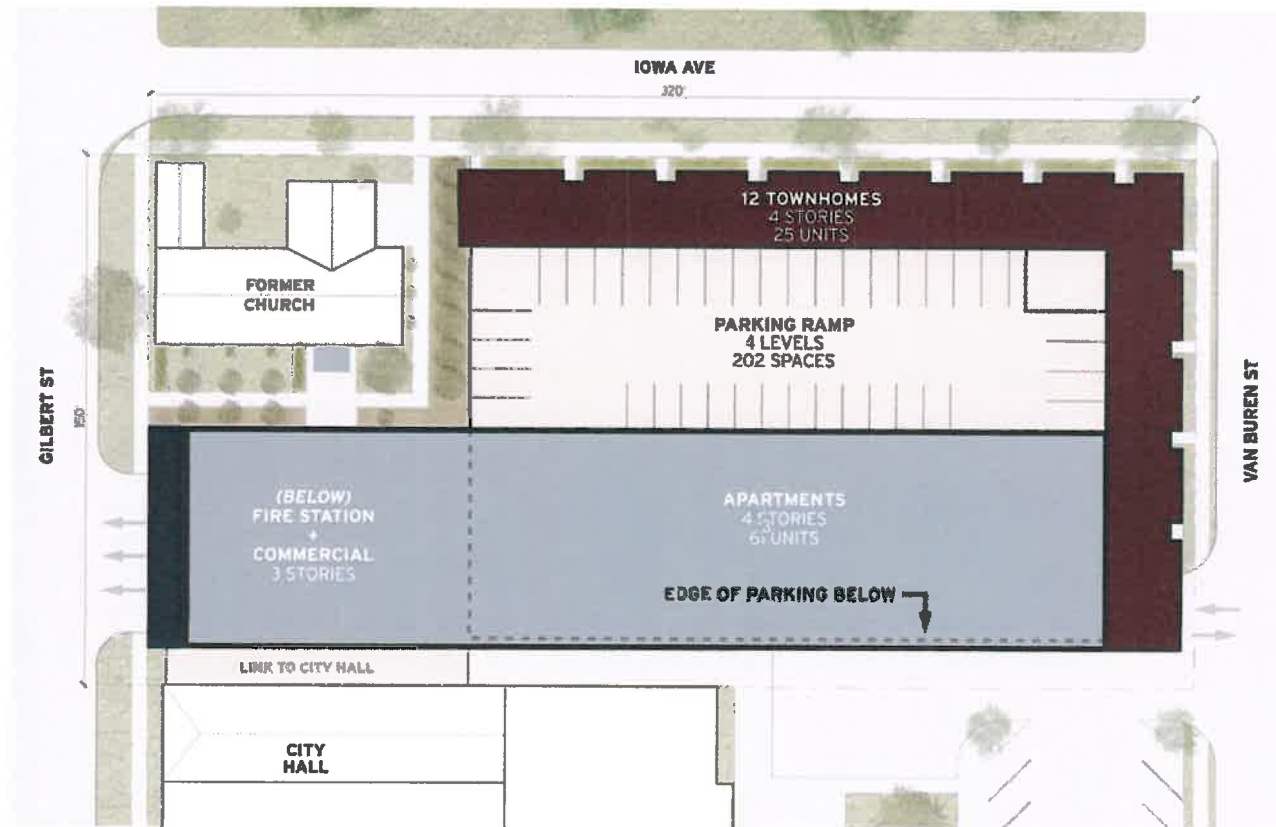 IOWA AVE
320'
12 TOWNHOMES
4 STORIES
25 UNITS
FORMER
CHURCH
PARKING RAMP
4 LEVELS
202 SPACES
GILBERT ST
VAN BUREN ST
(BELOW)
FIRE STATION
+
COMMERCIAL
3 STORIES
APARTMENTS
4 STORIES
UNITS
EDGE OF PARKING BELOW
LINK TO CITY HALL
CITY
HALL